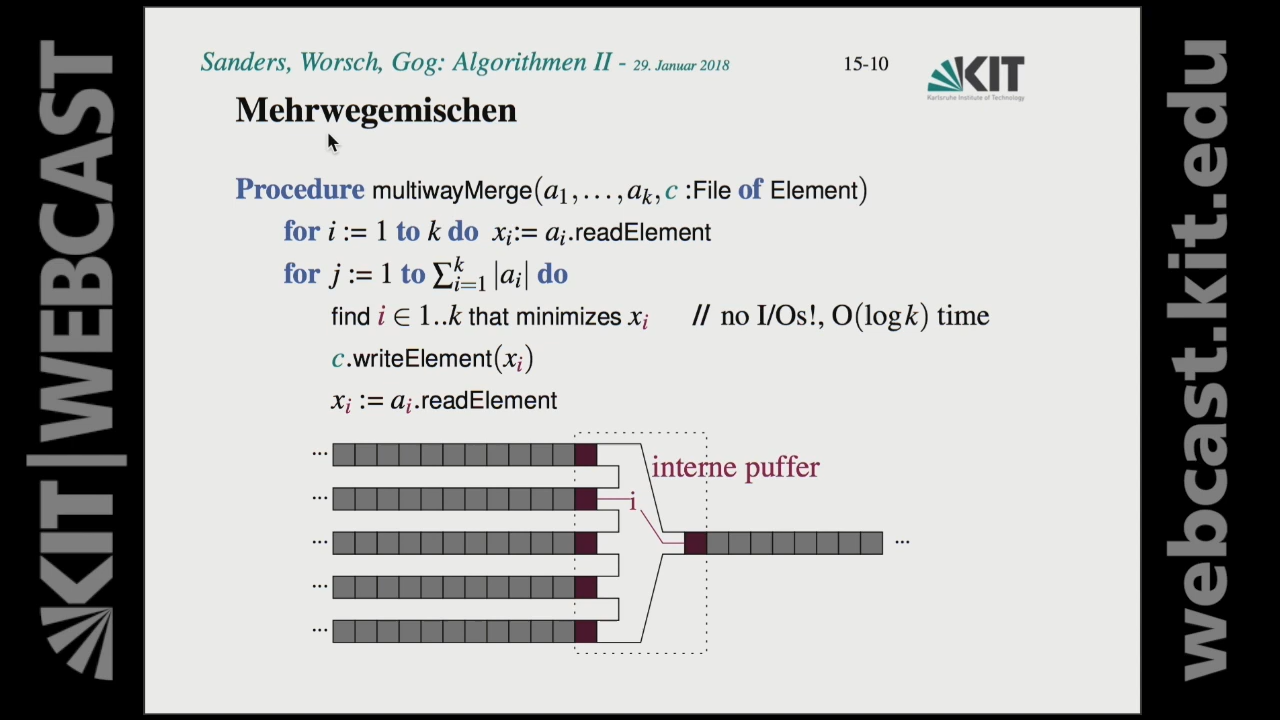 KIT | WEBCAST
Sanders, Worsch, Gog: Algorithmen II - 29. Januar 2018
15-10
KIT
Karlsruhe Institute of Technology
Mehrwegemischen
Procedure multiwayMerge(a₁,…,aₖ,c :File of Element)
for i := 1 to k do xᵢ:= aᵢ.readElement
for j := 1 to ∑ᵢ₌₁ᵏ |aᵢ| do
find i ∈ 1..k that minimizes xᵢ // no I/Os!, O(log k) time
c.writeElement(xᵢ)
xᵢ := aᵢ.readElement
...
interne puffer
...
i
...
...
...
...
webcast.kit.edu